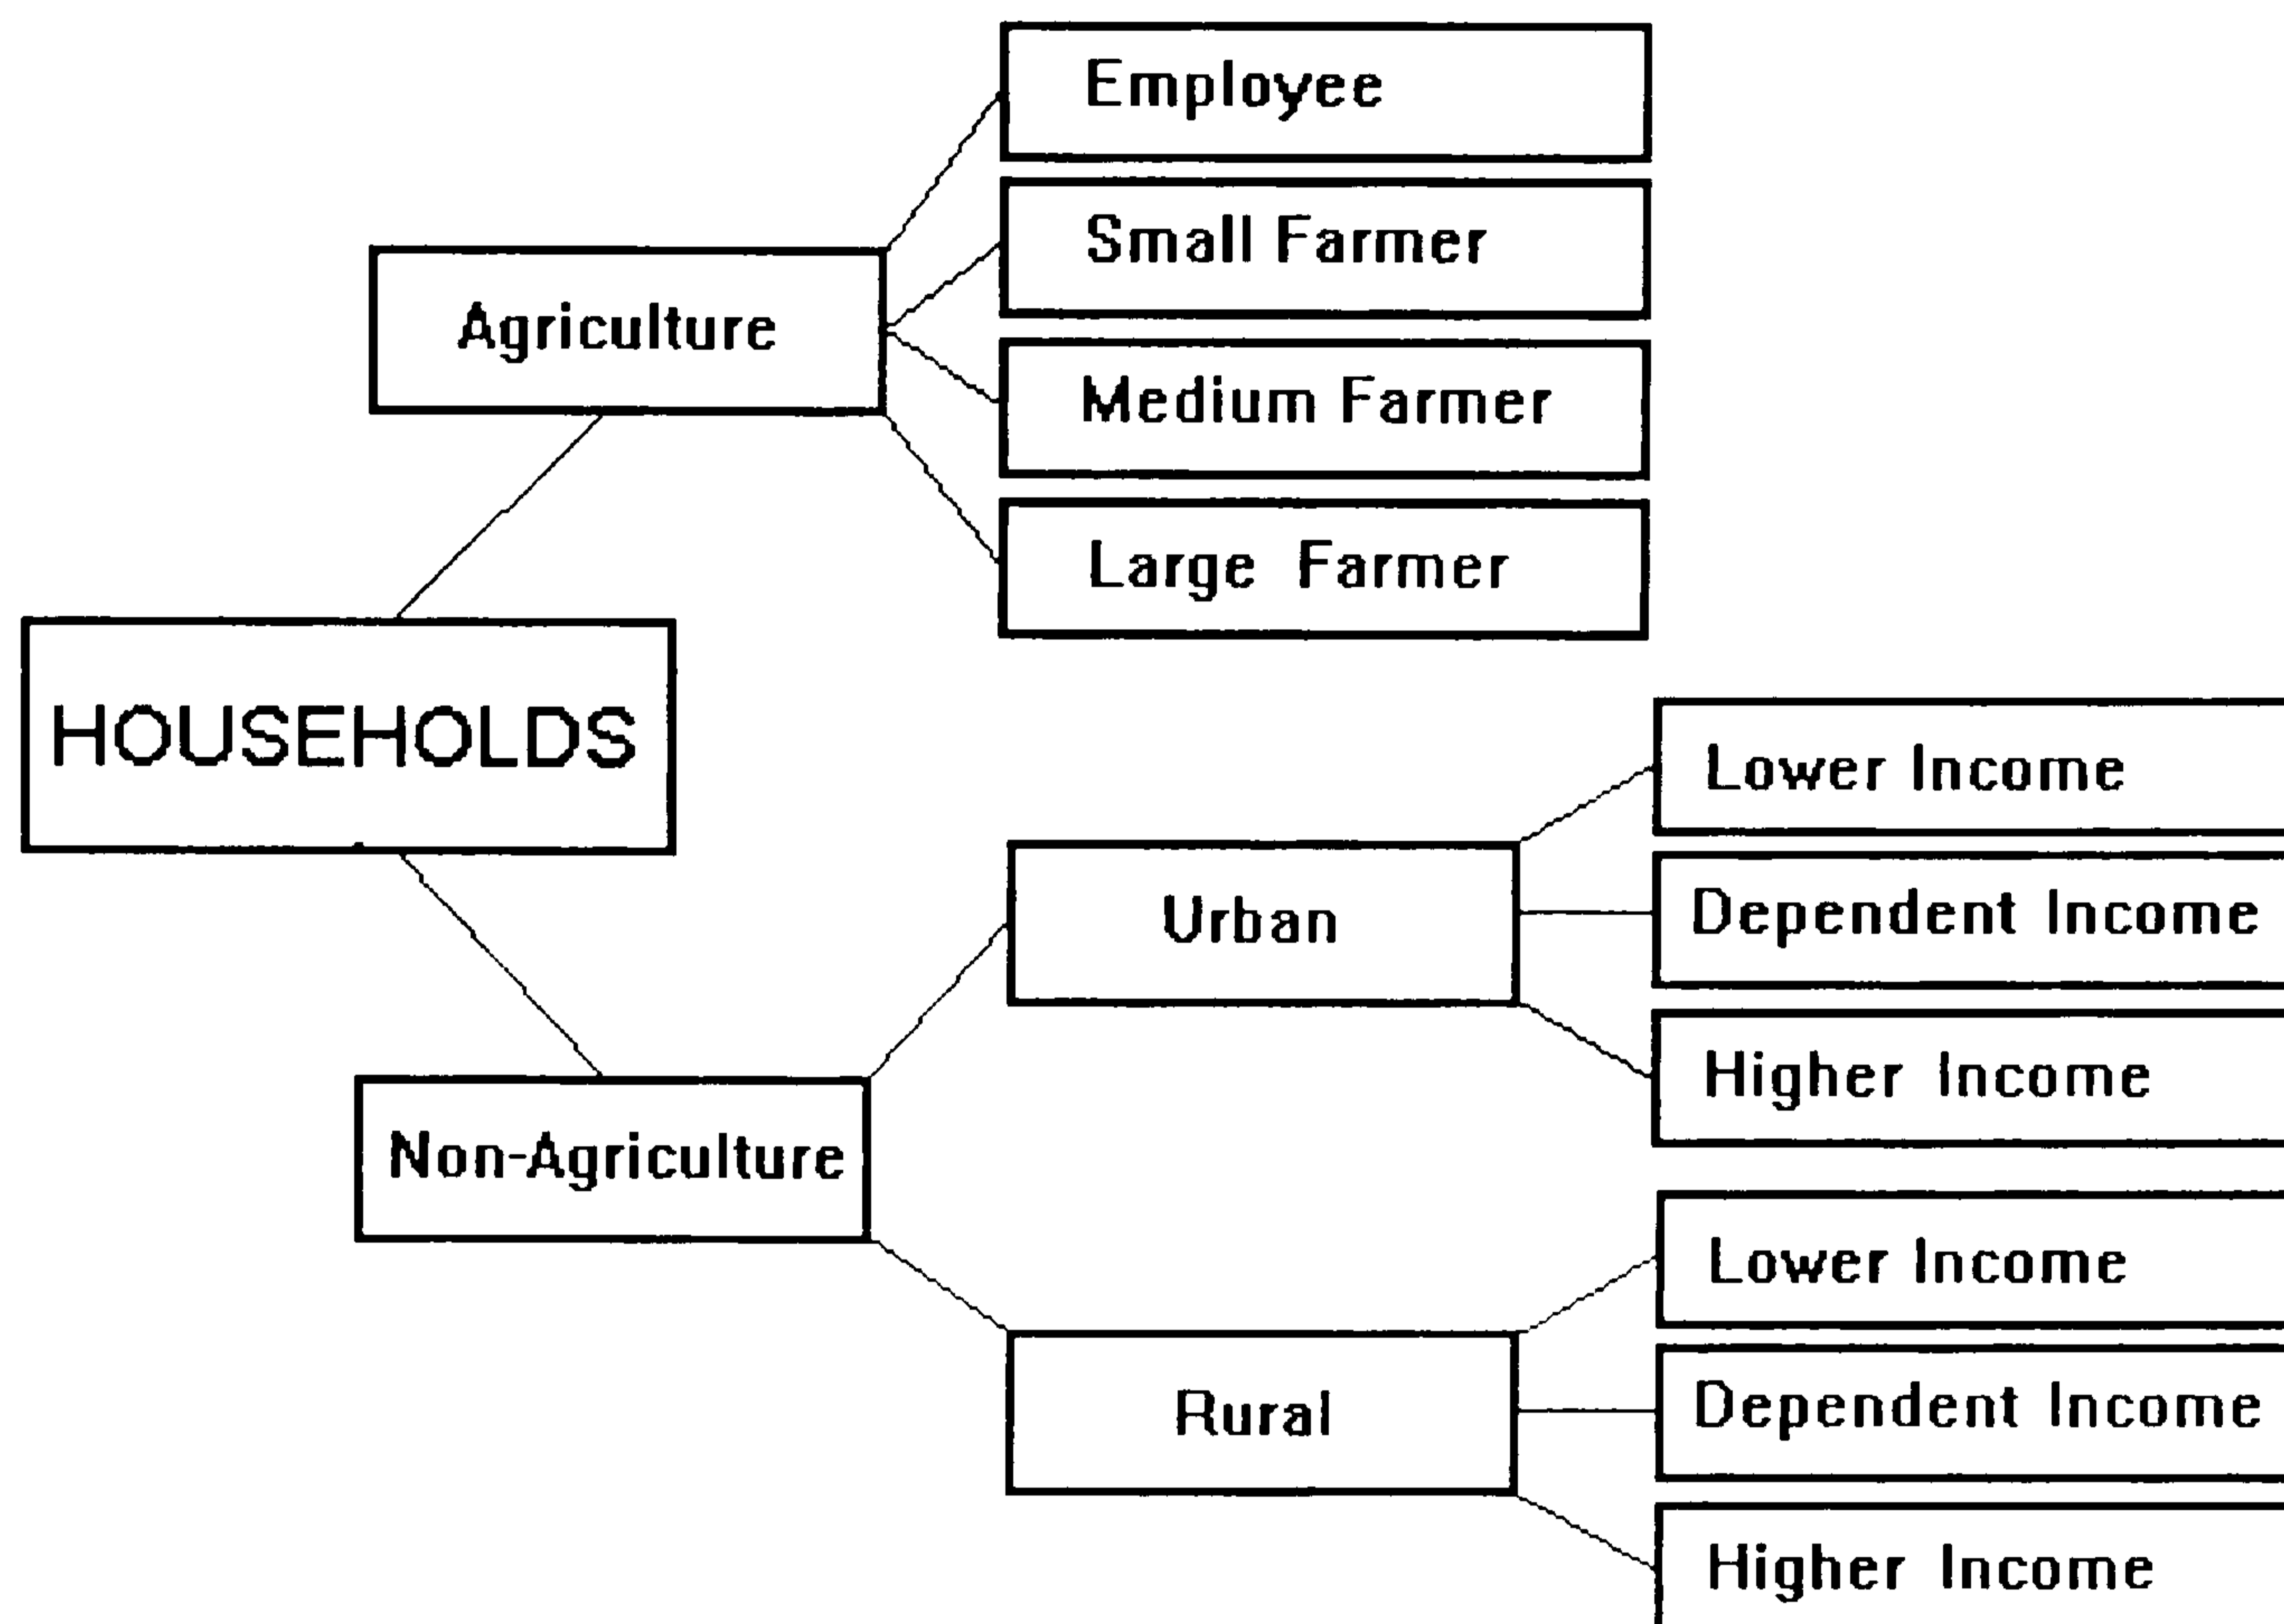 Employee
Small Farmer
Agriculture
Medium Farmer
Large Farmer
HOUSEHOLDS
Lower Income
Urban
Dependent Income
Higher Income
Non-Agriculture
Lower Income
Rural
Dependent Income
Higher Income